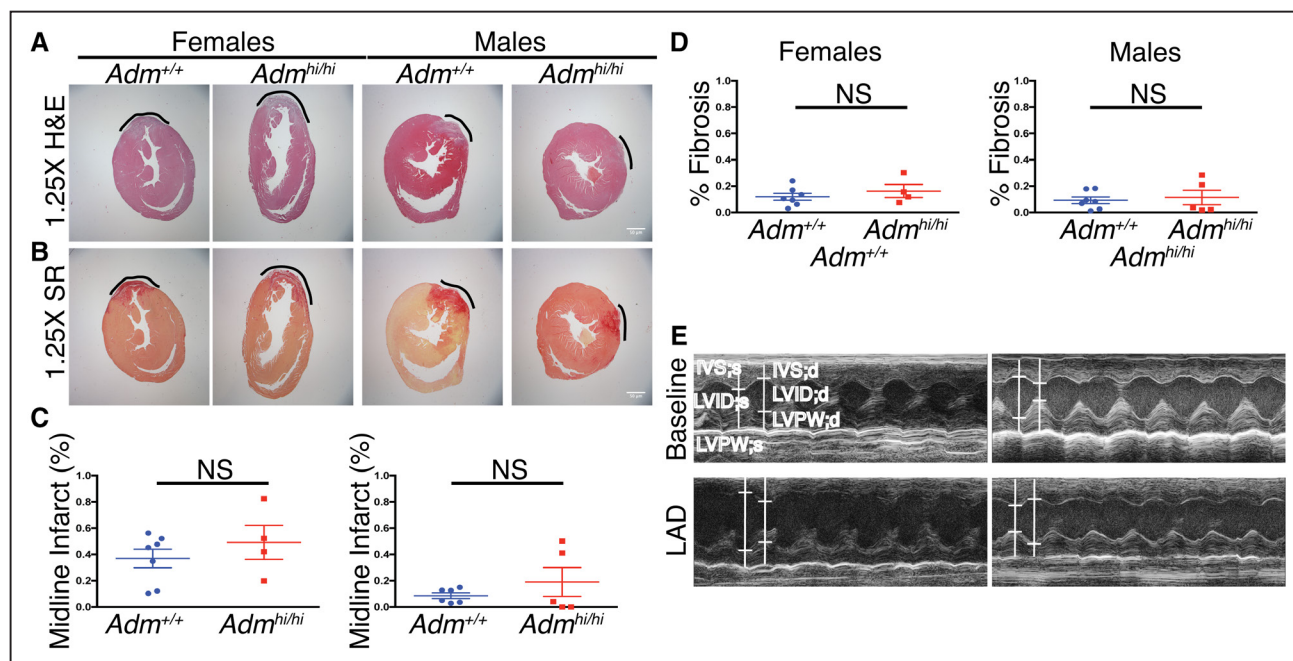 A
Females
Males
Adm+/+
Admhi/hi
Adm+/+
Admhi/hi
1.25X H&E
B
1.25X SR
C
NS
Midline Infarct (%)
1.0
0.8
0.6
0.4
0.2
0.0
Adm+/+
Admhi/hi
NS
Midline Infarct (%)
1.0
0.8
0.6
0.4
0.2
0.0
Adm+/+
Admhi/hi
D
Females
NS
% Fibrosis
1.0
0.8
0.6
0.4
0.2
0.0
Adm+/+
Admhi/hi
Males
NS
% Fibrosis
1.0
0.8
0.6
0.4
0.2
0.0
Adm+/+
Admhi/hi
Adm+/+
Admhi/hi
E
Baseline
IVS;s
IVS;d
LVID;s
LVID;d
LVPW;d
LVPW;s
LAD